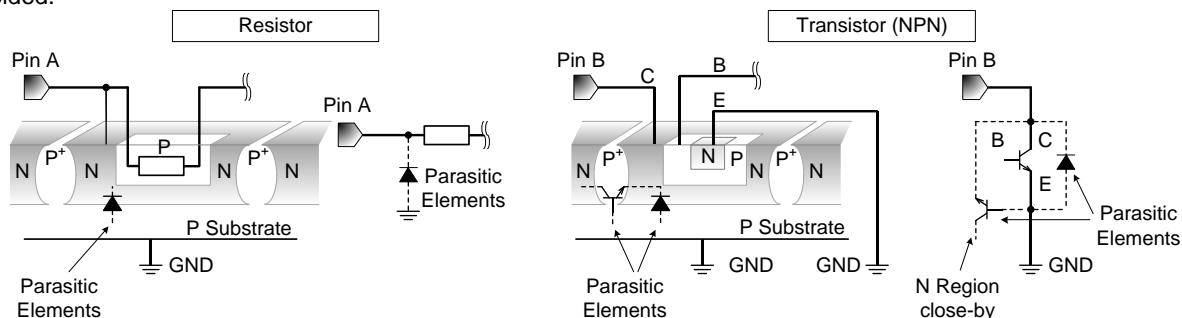 Resistor
Transistor (NPN)
Pin A
Pin A
N P+ N P N P+ N
Parasitic
Elements
P Substrate
GND
Parasitic
Elements
Pin B
C
B
E
N P+ N N P P+ N
P Substrate
GND
GND
Parasitic
Elements
Pin B
B
C
E
Parasitic
Elements
GND
N Region
close-by